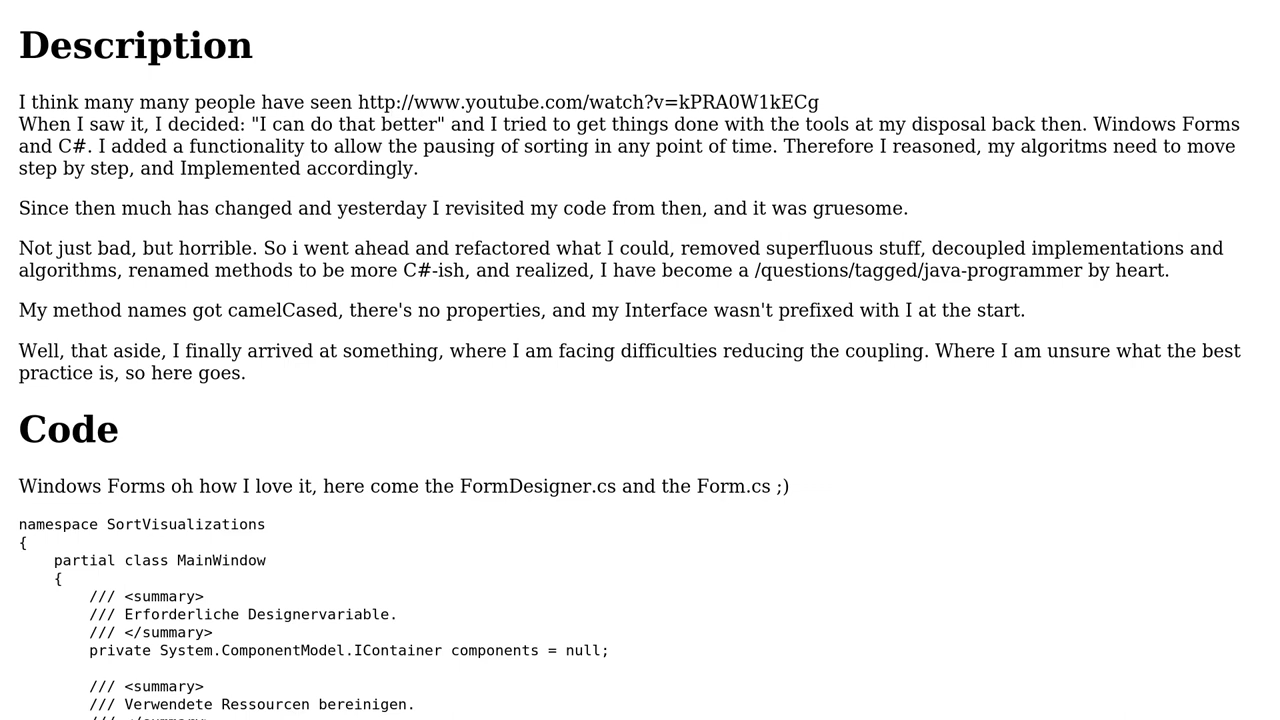 Description
I think many many people have seen http://www.youtube.com/watch?v=kPRA0W1kECg
When I saw it, I decided: "I can do that better" and I tried to get things done with the tools at my disposal back then. Windows Forms
and C#. I added a functionality to allow the pausing of sorting in any point of time. Therefore I reasoned, my algoritms need to move
step by step, and Implemented accordingly.
Since then much has changed and yesterday I revisited my code from then, and it was gruesome.
Not just bad, but horrible. So i went ahead and refactored what I could, removed superfluous stuff, decoupled implementations and
algorithms, renamed methods to be more C#-ish, and realized, I have become a /questions/tagged/java-programmer by heart.
My method names got camelCased, there's no properties, and my Interface wasn't prefixed with I at the start.
Well, that aside, I finally arrived at something, where I am facing difficulties reducing the coupling. Where I am unsure what the best
practice is, so here goes.
Code
Windows Forms oh how I love it, here come the FormDesigner.cs and the Form.cs ;)
namespace SortVisualizations
{
    partial class MainWindow
    {
        /// <summary>
        /// Erforderliche Designervariable.
        /// </summary>
        private System.ComponentModel.IContainer components = null;
        /// <summary>
        /// Verwendete Ressourcen bereinigen.
        /// </summary>